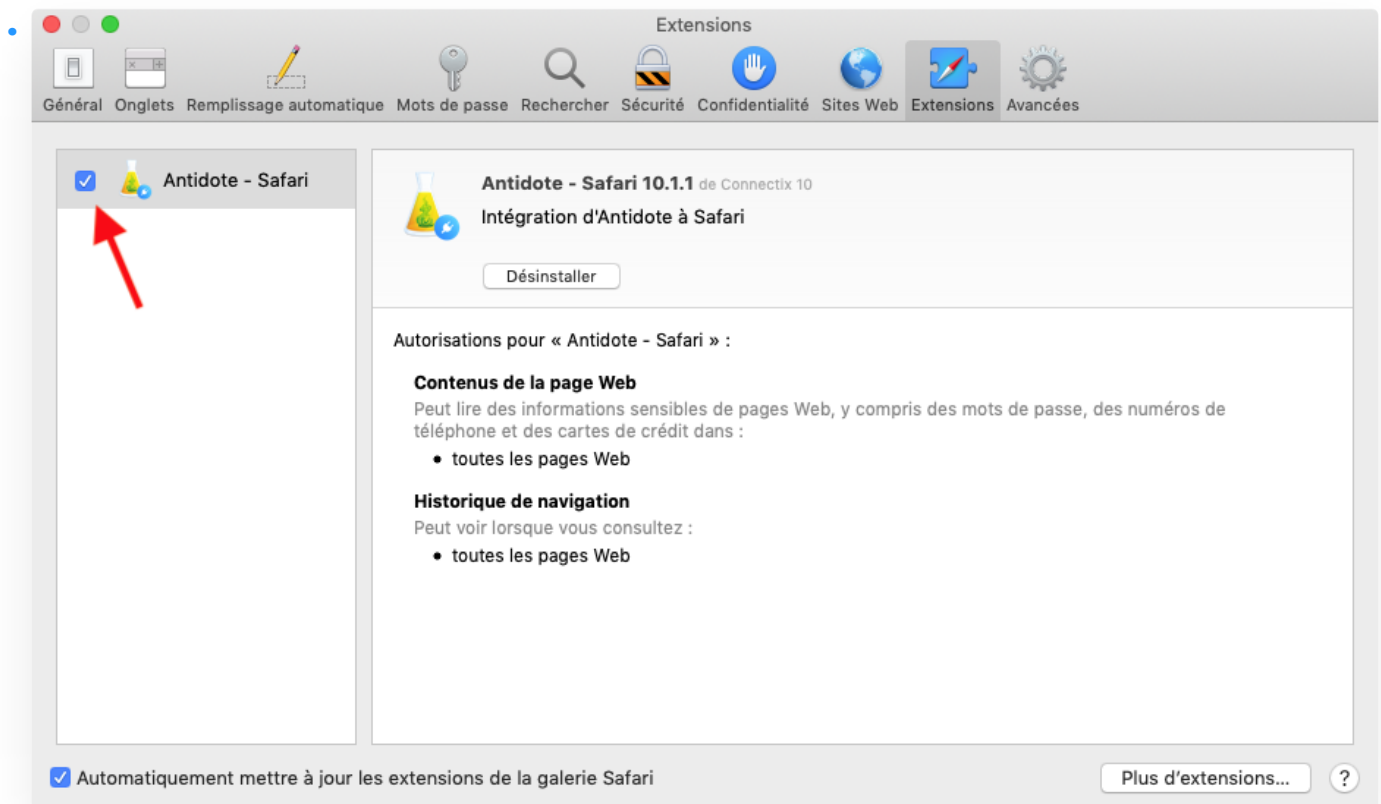 Extensions
Général Onglets Remplissage automatique Mots de passe Rechercher Sécurité Confidentialité Sites Web Extensions Avancées
Antidote - Safari
Antidote - Safari 10.1.1 de Connectix 10
Intégration d'Antidote à Safari
Désinstaller
Autorisations pour « Antidote - Safari » :
Contenus de la page Web
Peut lire des informations sensibles de pages Web, y compris des mots de passe, des numéros de
téléphone et des cartes de crédit dans :
• toutes les pages Web
Historique de navigation
Peut voir lorsque vous consultez :
• toutes les pages Web
Automatiquement mettre à jour les extensions de la galerie Safari
Plus d'extensions... ?